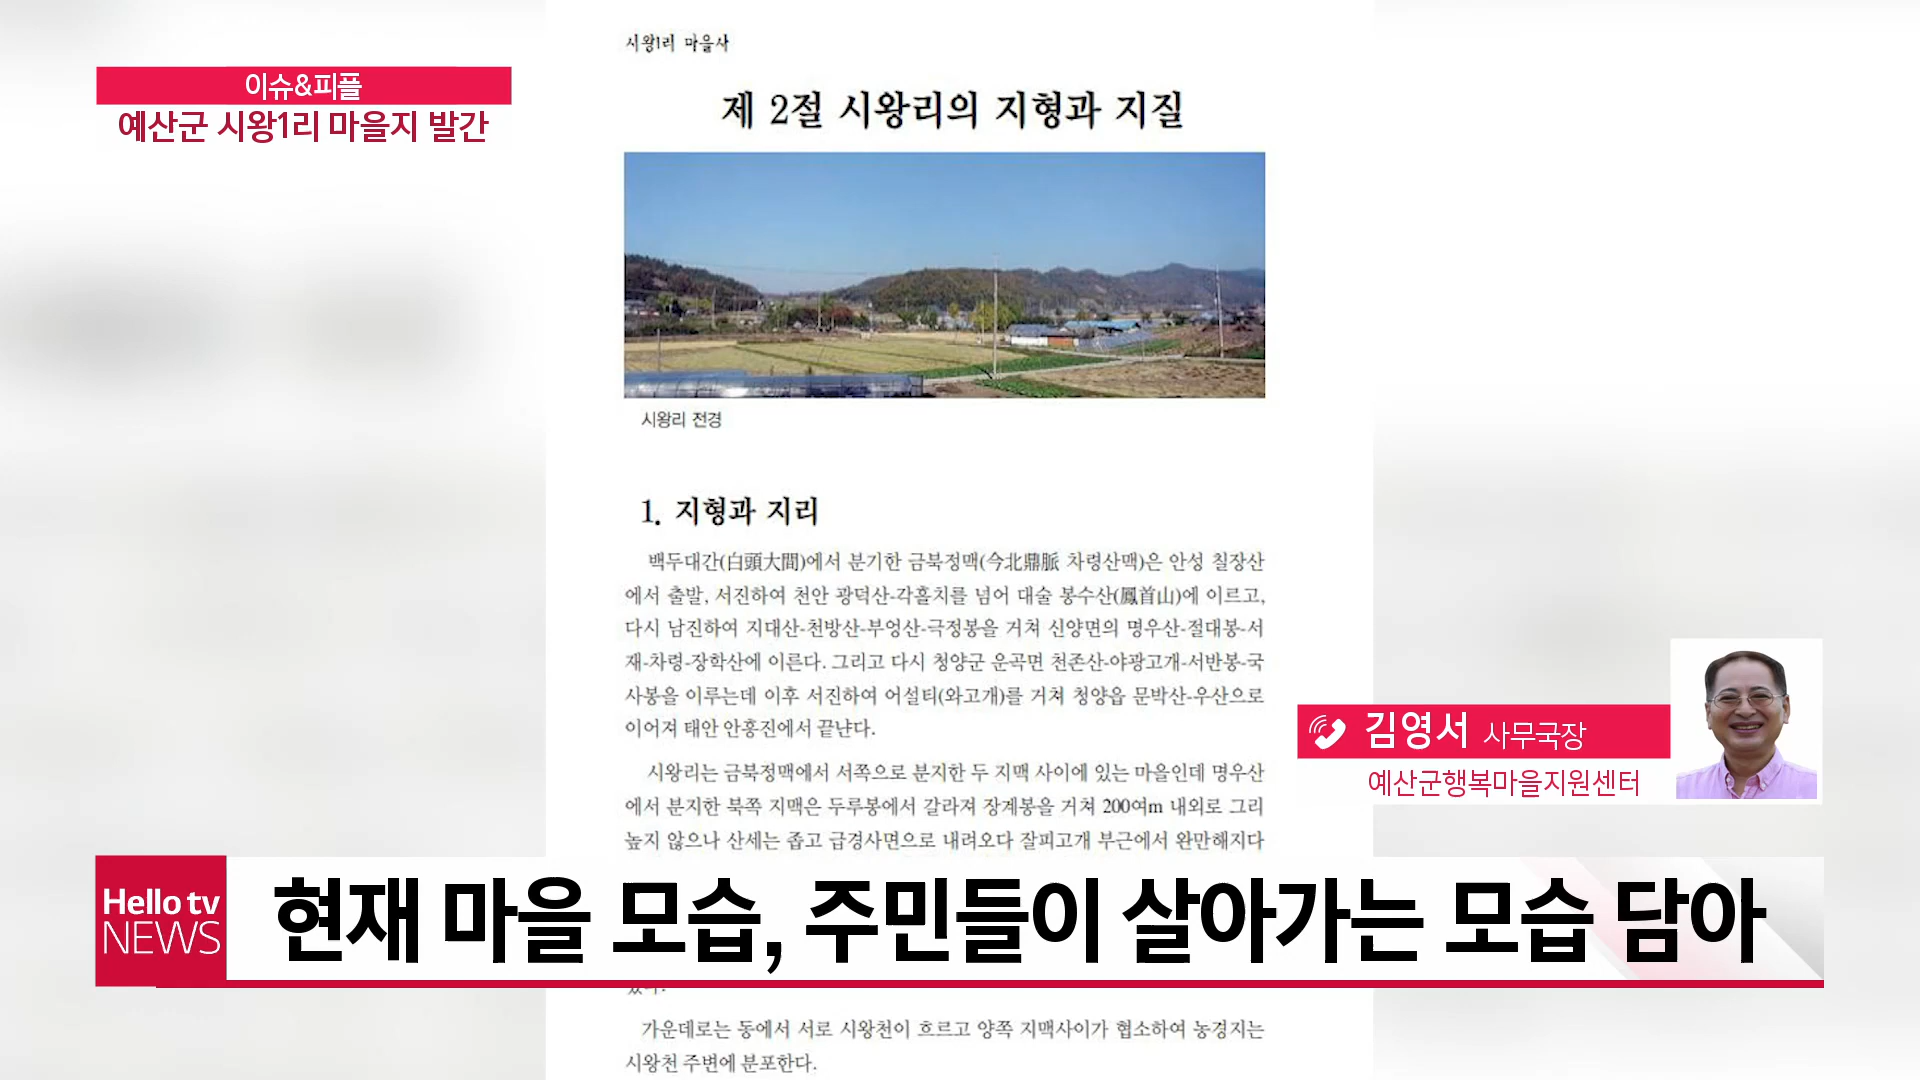 시왕1리 마을사
이슈&피플
예산군 시왕1리 마을지 발간
제 2절 시왕리의 지형과 지질
시왕리 전경
1. 지형과 지리
백두대간(白頭大間)에서 분기한 금북정맥(今北鼎脈 차령산맥)은 안성 칠장산
에서 출발, 서진하여 천안 광덕산-각흘치를 넘어 대술 봉수산(鳳首山)에 이르고,
다시 남진하여 지대산-천방산-부엉산-극정봉을 거쳐 신양면의 명우산-절대봉-서
재-차령-장학산에 이른다. 그리고 다시 청양군 운곡면 천존산-야광고개-서반봉-국
사봉을 이루는데 이후 서진하여 어설티(와고개)를 거쳐 청양읍 문박산-우산으로
이어져 태안 안흥진에서 끝난다.
시왕리는 금북정맥에서 서쪽으로 분지한 두 지맥 사이에 있는 마을인데 명우산
에서 분지한 북쪽 지맥은 두루봉에서 갈라져 장계봉을 거쳐 200여m 내외로 그리
높지 않으나 산세는 좁고 급경사면으로 내려오다 잘피고개 부근에서 완만해지다
김영서 사무국장
예산군행복마을지원센터
Hello tv
NEWS
현재 마을 모습, 주민들이 살아가는 모습 담아
가운데로는 동에서 서로 시왕천이 흐르고 양쪽 지맥사이가 협소하여 농경지는
시왕천 주변에 분포한다.